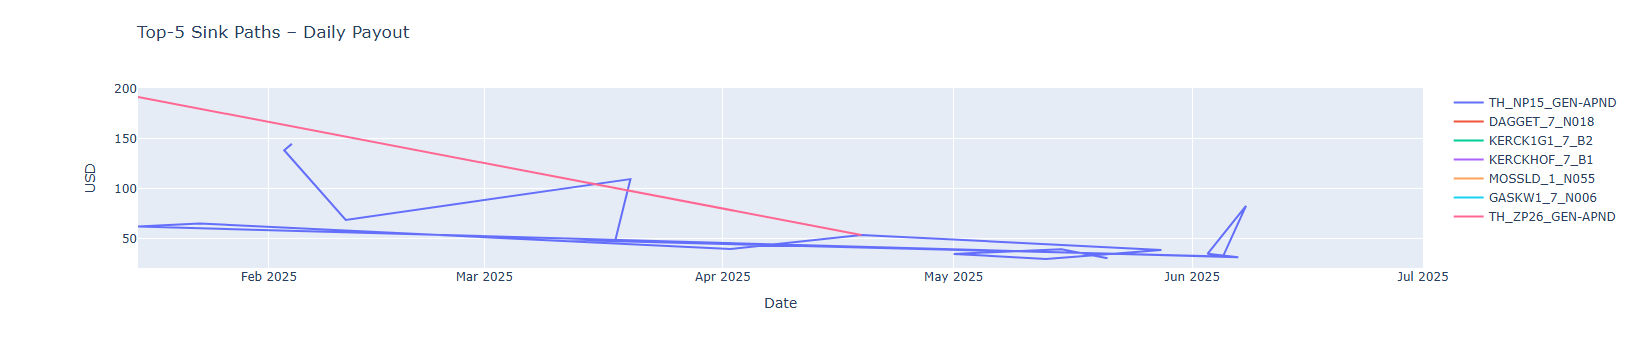 Top-5 Sink Paths – Daily Payout
200
150
100
50
USD
Feb 2025
Mar 2025
Apr 2025
May 2025
Jun 2025
Jul 2025
Date
TH_NP15_GEN-APND
DAGGET_7_N018
KERCK1G1_7_B2
KERCKHOF_7_B1
MOSSLD_1_N055
GASKW1_7_N006
TH_ZP26_GEN-APND